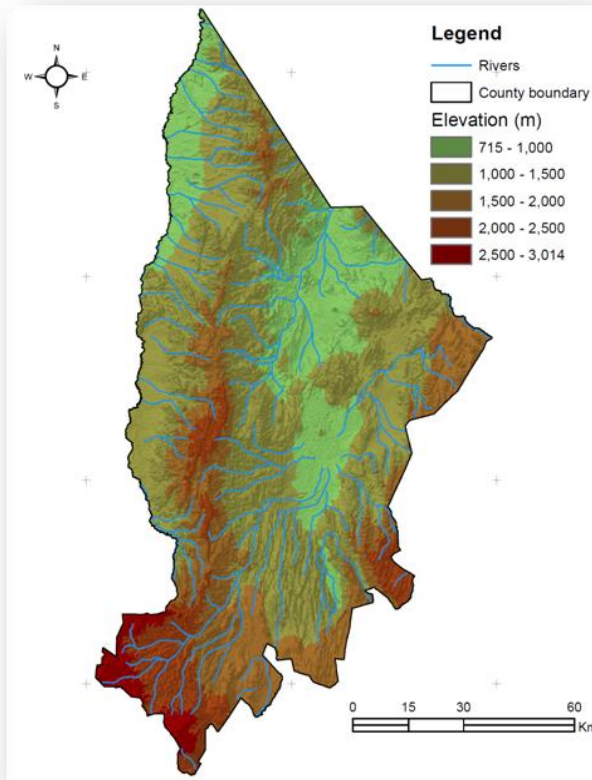 N
W E
S
Legend
Rivers
County boundary
Elevation (m)
715 - 1,000
1,000 - 1,500
1,500 - 2,000
2,000 - 2,500
2,500 - 3,014
0 15 30 60
Km